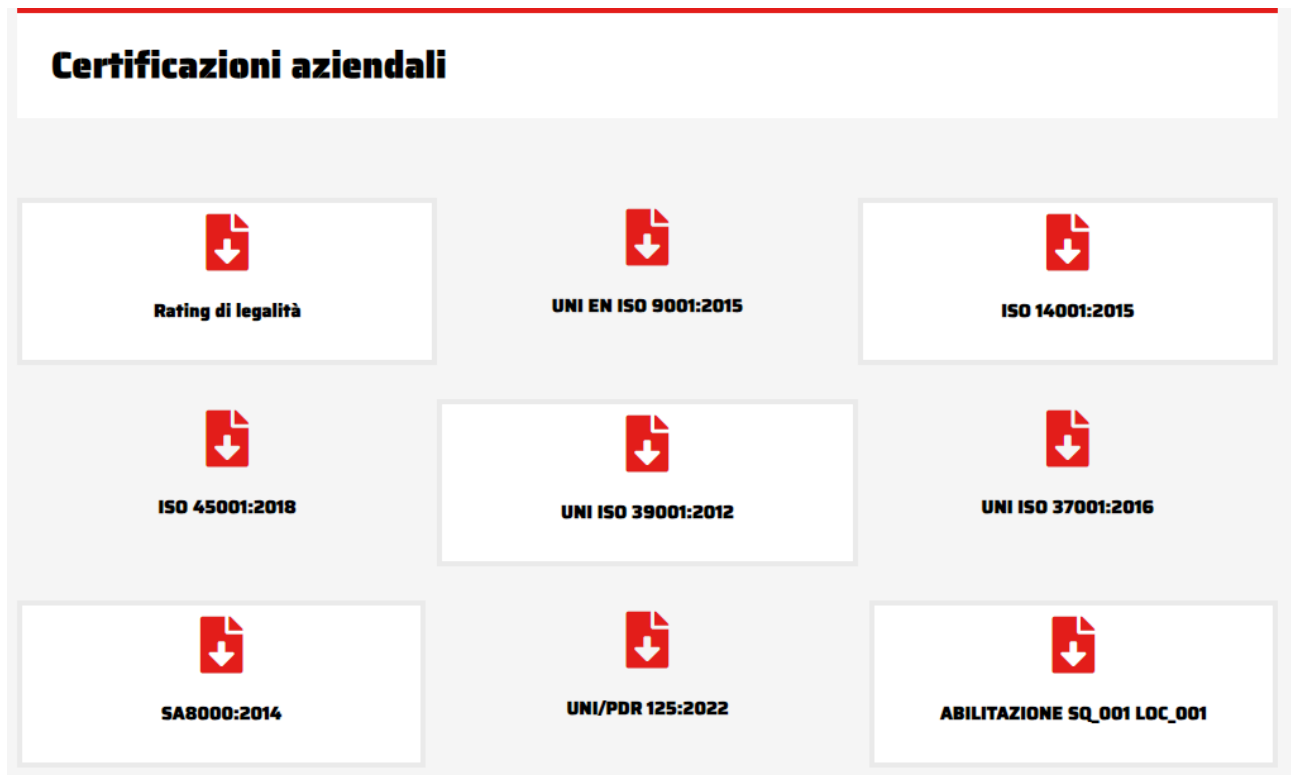 Certificazioni aziendali
Rating di legalità
UNI EN ISO 9001:2015
ISO 14001:2015
ISO 45001:2018
UNI ISO 39001:2012
UNI ISO 37001:2016
SA8000:2014
UNI/PDR 125:2022
ABILITAZIONE SQ_001 LOC_001